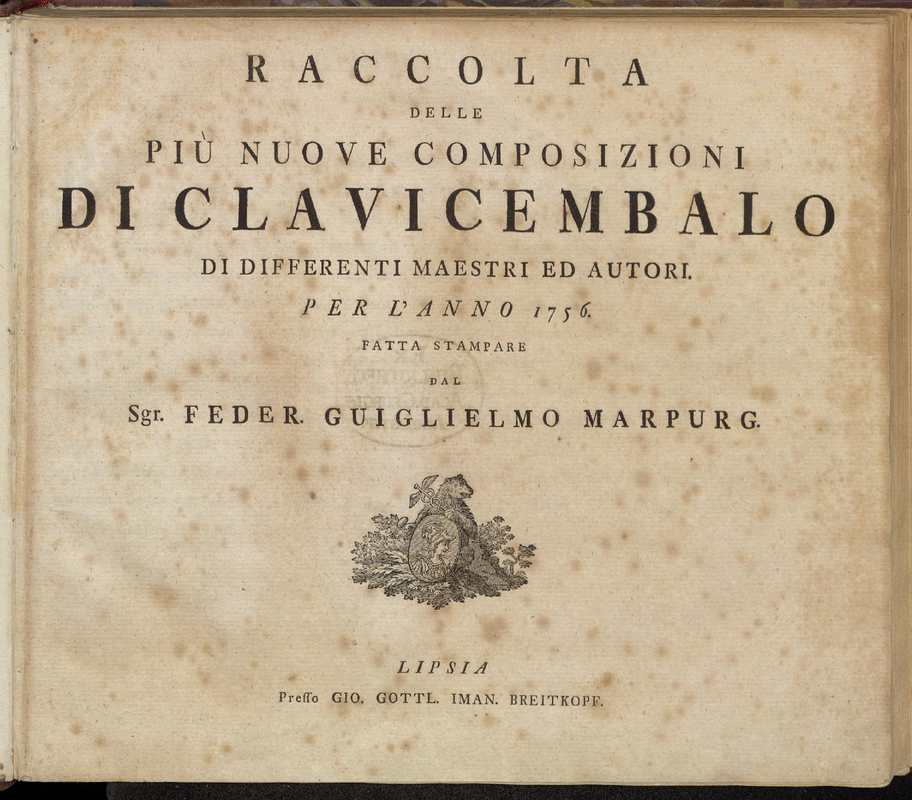 RACCOLTA
DELLE
PIÙ NUOVE COMPOSIZIONI
DI CLAVICEMBALO
DI DIFFERENTI MAESTRI ED AUTORI.
PER L'ANNO 1756.
FATTA STAMPARE
DAL
Sgr. FEDER. GUIGLIELMO MARPURG.
LIPSIA
Preſſo GIO. GOTTL. IMAN. BREITKOPF.